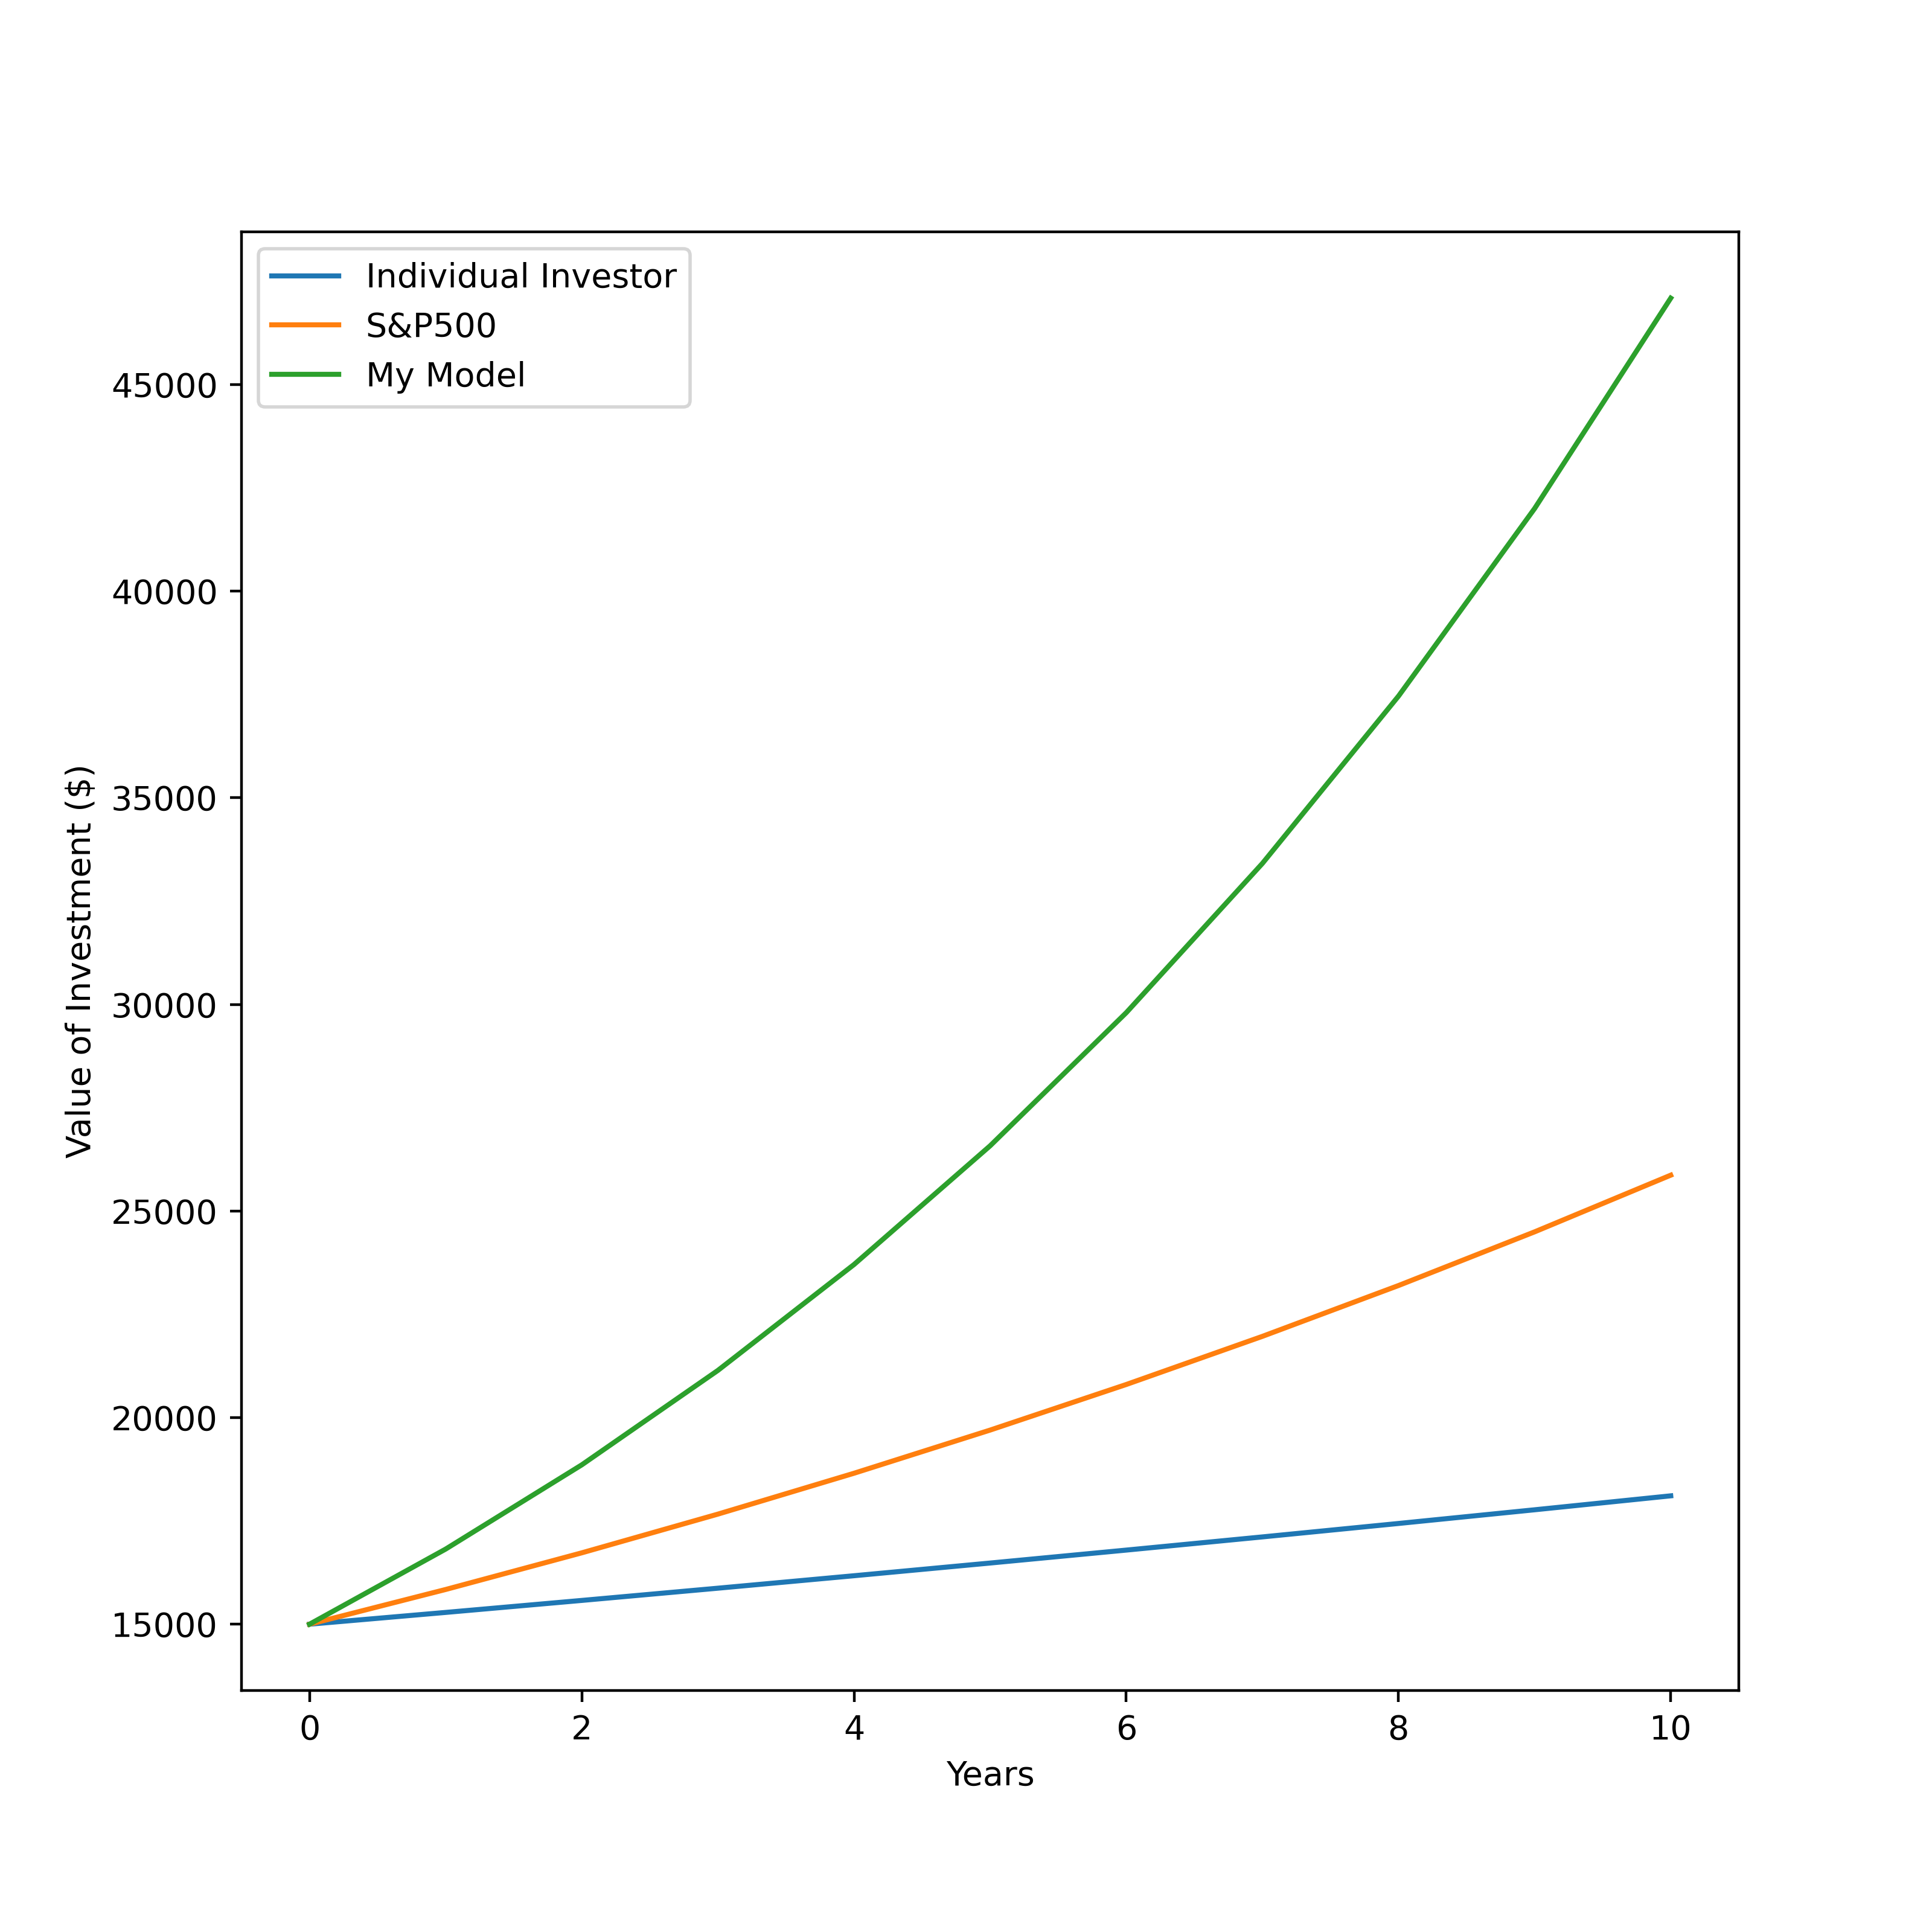 Individual Investor
S&P500
My Model
45000
40000
35000
30000
25000
20000
15000
Value of Investment ($)
0 2 4 6 8 10
Years